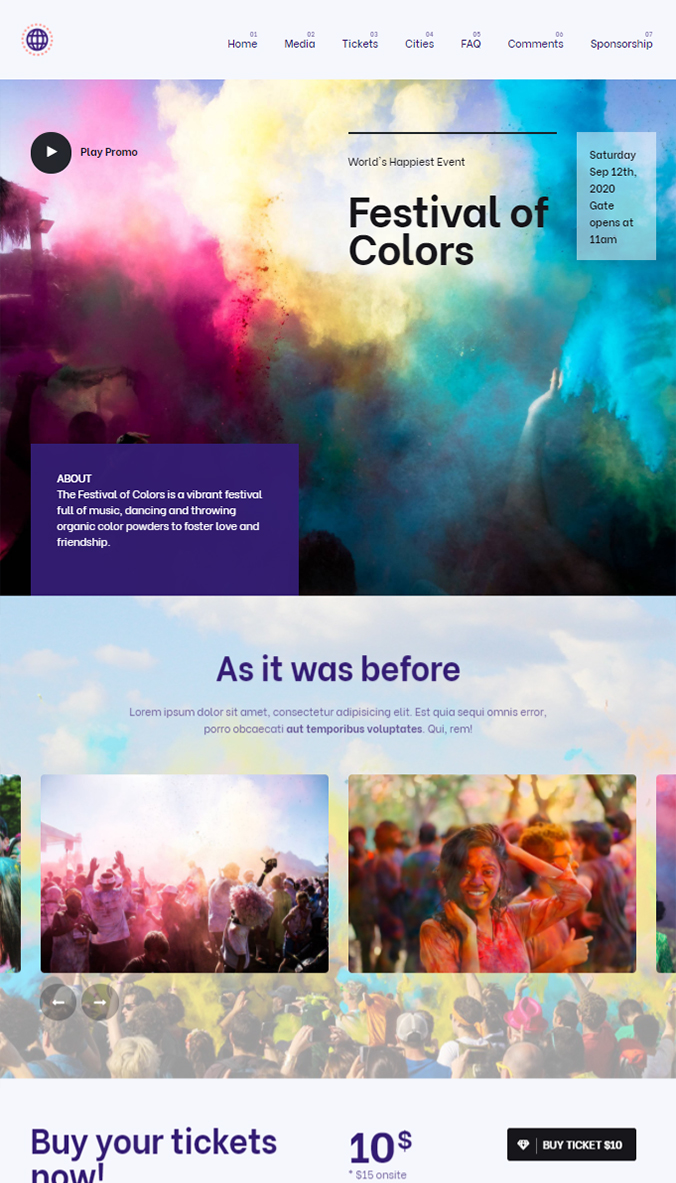 01
Home
02
Media
03
Tickets
04
Cities
05
FAQ
06
Comments
07
Sponsorship
Play Promo
World's Happiest Event
Festival of
Colors
Saturday
Sep 12th,
2020
Gate
opens at
11am
ABOUT
The Festival of Colors is a vibrant festival
full of music, dancing and throwing
organic color powders to foster love and
friendship.
As it was before
Lorem ipsum dolor sit amet, consectetur adipisicing elit. Est quia sequi omnis error,
porro obcaecati aut temporibus voluptates. Qui, rem!
Buy your tickets
now!
10$
* $15 onsite
BUY TICKET $10